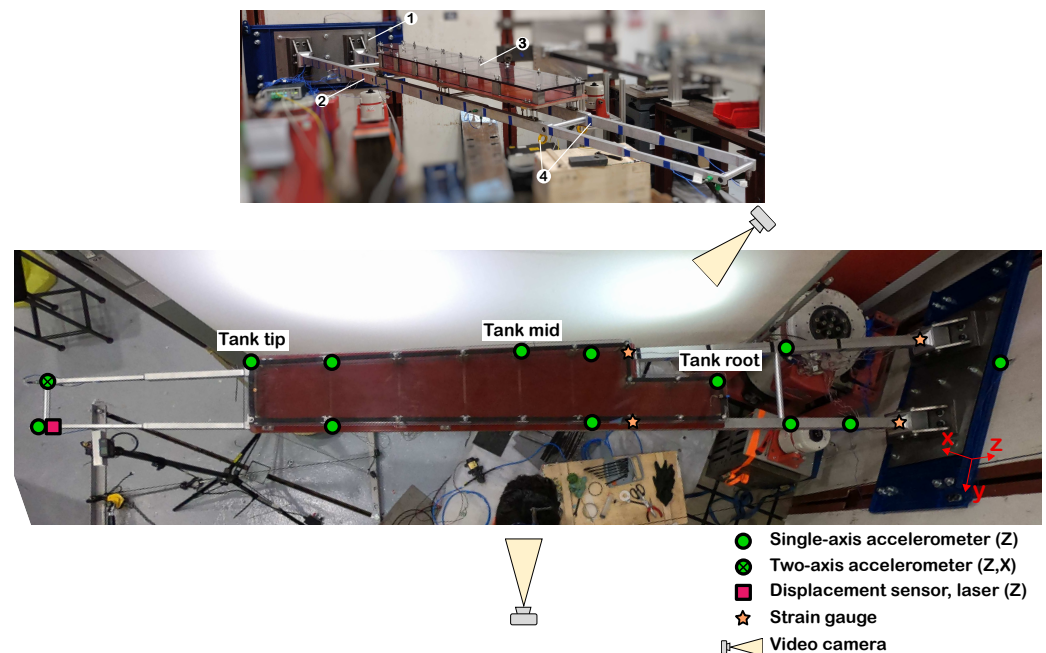 1
3
2
4
Tank tip
Tank mid
Tank root
x
z
y
Single-axis accelerometer (Z)
Two-axis accelerometer (Z,X)
Displacement sensor, laser (Z)
Strain gauge
Video camera